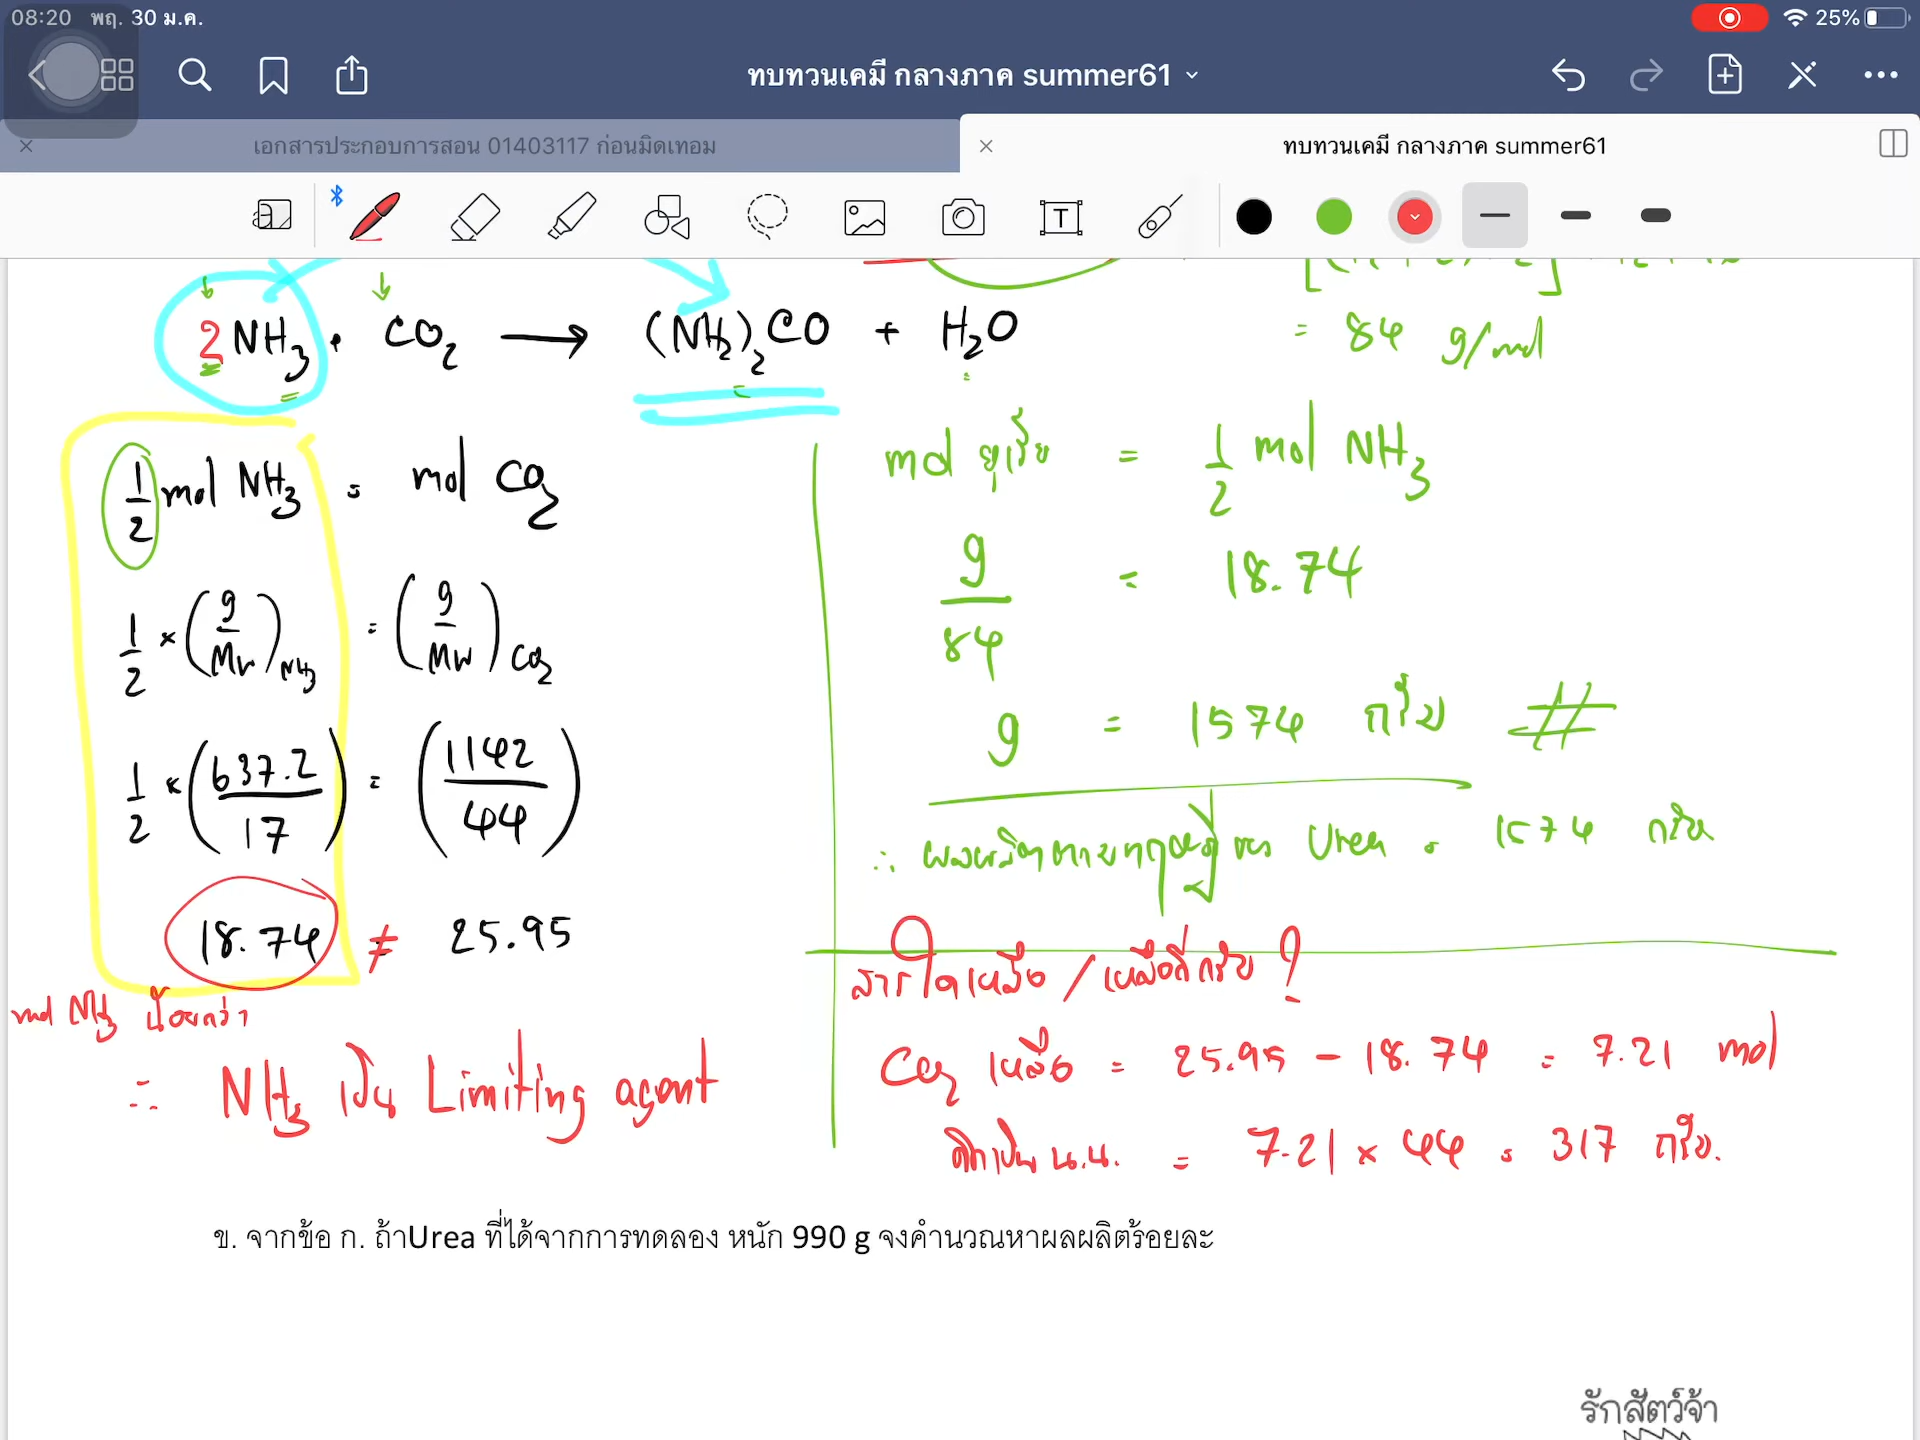 08:20 พฤ. 30 ม.ค.
25%
ทบทวนเคมี กลางภาค summer61
เอกสารประกอบการสอน 01403117 ก่อนมิดเทอม
ทบทวนเคมี กลางภาค summer61
2NH₃ + CO₂ → (NH₂)₂CO + H₂O
= 84 g/mol
1/2 mol NH₃ = mol CO₂
1/2 × (g/Mw)NH₃ = (g/Mw)CO₂
1/2 × (637.2/17) = (1142/44)
18.74 ≠ 25.95
mol NH₃ น้อยกว่า
∴ NH₃ เป็น Limiting agent
mol ยูเรีย = 1/2 mol NH₃
g/84 = 18.74
g = 1574 กรัม #
∴ ผลผลิตตามทฤษฎี ของ Urea = 1574 กรัม
สารใดเหลือ / เหลือกี่กรัม ?
CO₂ เหลือ = 25.95 - 18.74 = 7.21 mol
คิดเป็น น.น. = 7.21 × 44 = 317 กรัม.
ข. จากข้อ ก. ถ้าUrea ที่ได้จากการทดลอง หนัก 990 g จงคำนวณหาผลผลิตร้อยละ
รักสัตว์จ้า